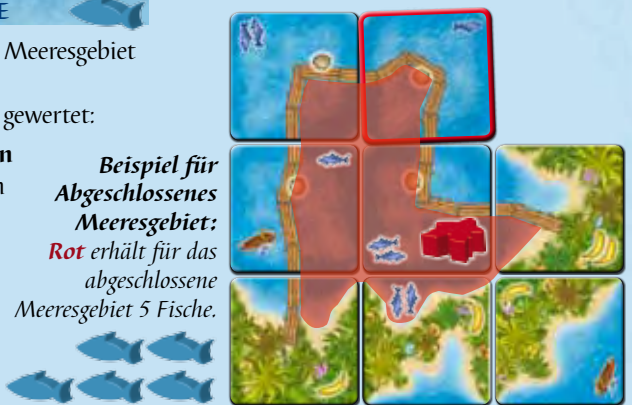 E
Meeresgebiet
gewertet:
n
n
Beispiel für
Abgeschlossenes
Meeresgebiet:
Rot erhält für das
abgeschlossene
Meeresgebiet 5 Fische.